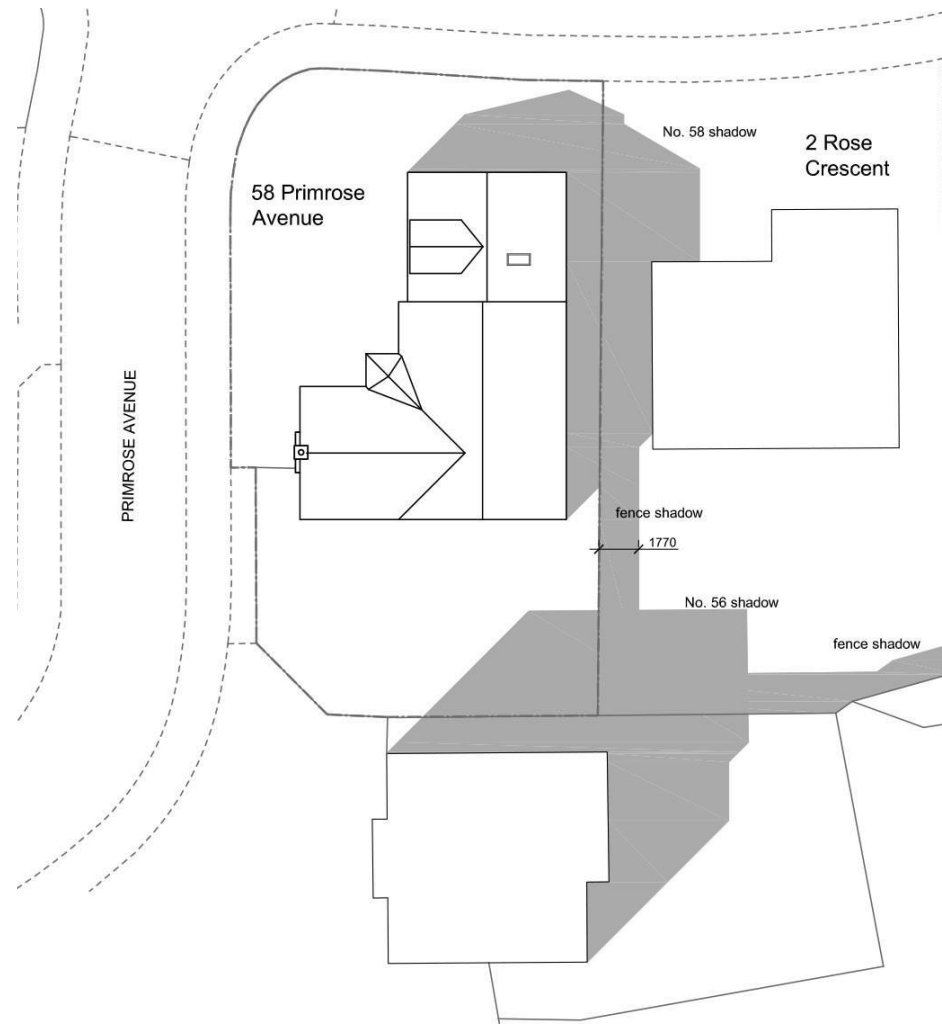 No. 58 shadow
2 Rose
Crescent
58 Primrose
Avenue
PRIMROSE AVENUE
fence shadow
1770
No. 56 shadow
fence shadow